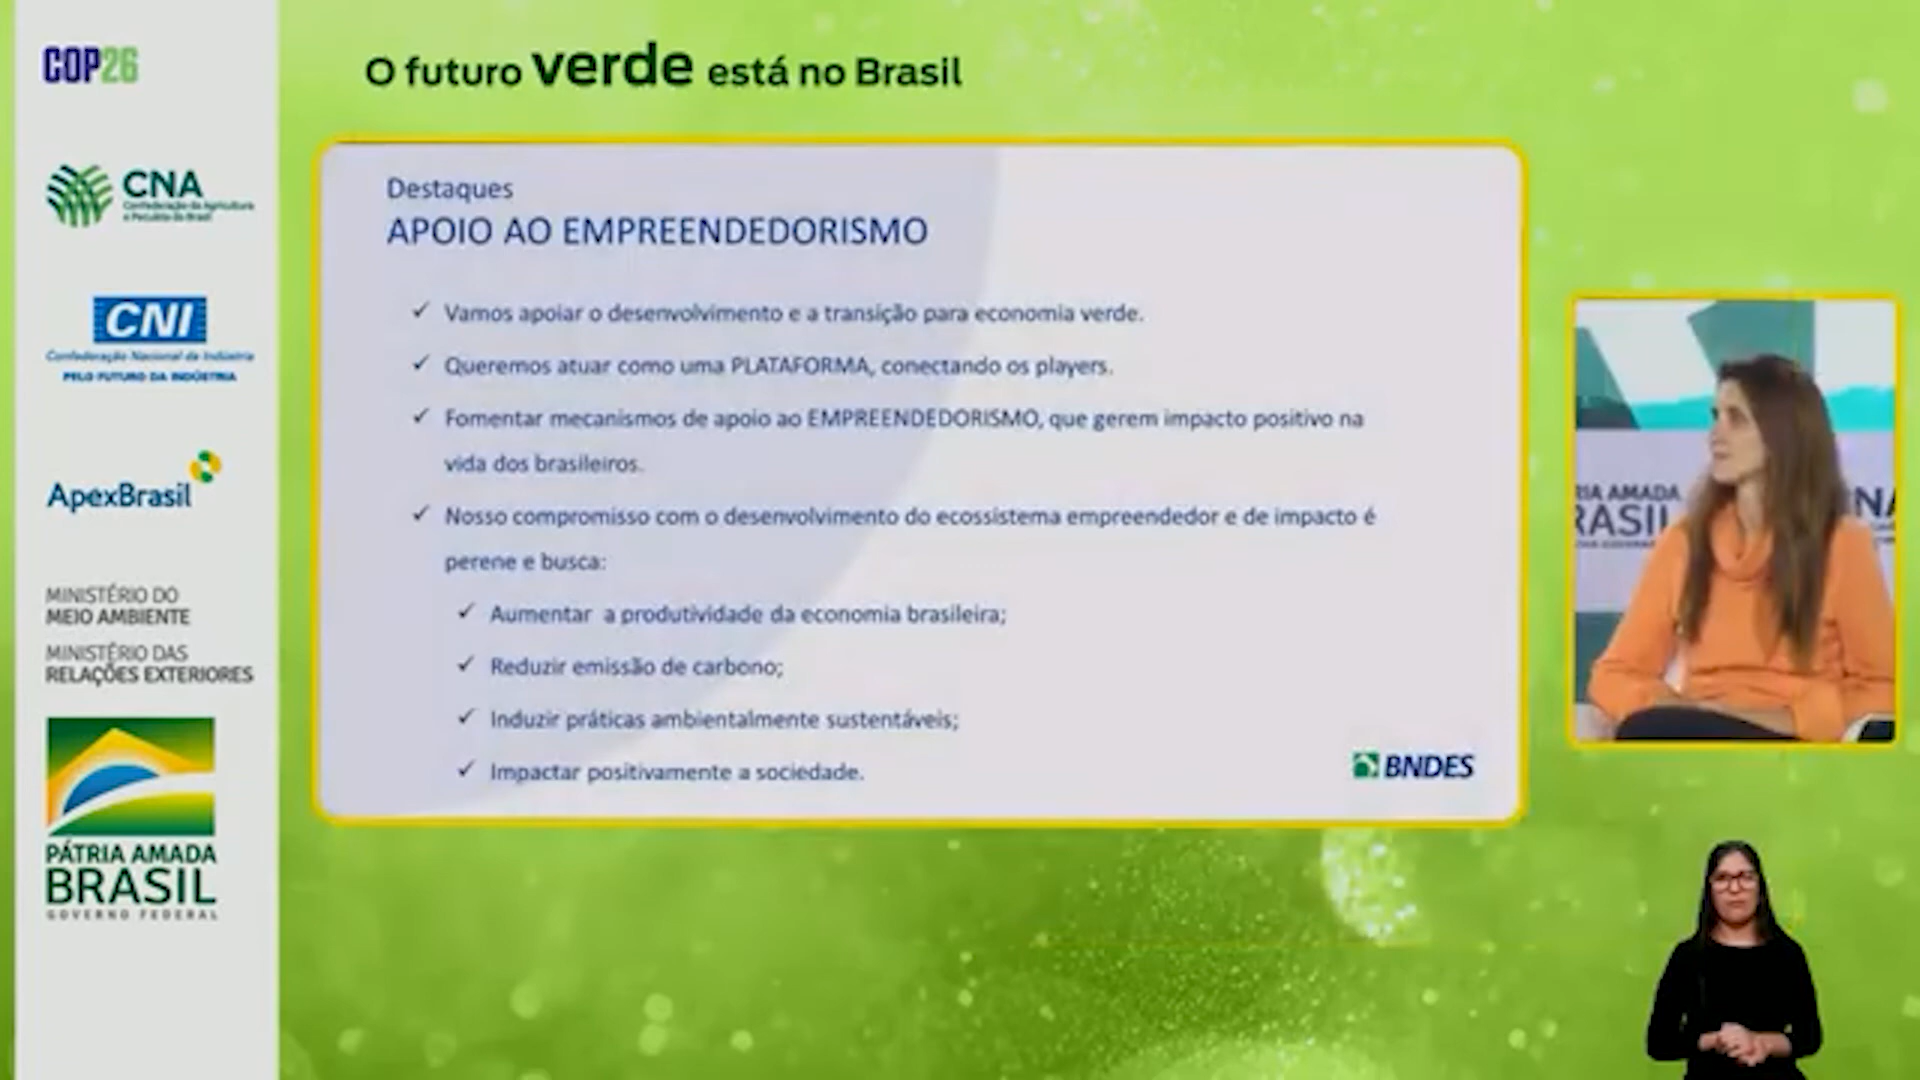 COP26
O futuro verde está no Brasil
CNA
Confederação da Agricultura
e Pecuária do Brasil
CNI
Confederação Nacional da Indústria
PELO FUTURO DA INDÚSTRIA
ApexBrasil
MINISTÉRIO DO
MEIO AMBIENTE
MINISTÉRIO DAS
RELAÇÕES EXTERIORES
PÁTRIA AMADA
BRASIL
GOVERNO FEDERAL
Destaques
APOIO AO EMPREENDEDORISMO
✓ Vamos apoiar o desenvolvimento e a transição para economia verde.
✓ Queremos atuar como uma PLATAFORMA, conectando os players.
✓ Fomentar mecanismos de apoio ao EMPREENDEDORISMO, que gerem impacto positivo na
vida dos brasileiros.
✓ Nosso compromisso com o desenvolvimento do ecossistema empreendedor e de impacto é
perene e busca:
✓ Aumentar a produtividade da economia brasileira;
✓ Reduzir emissão de carbono;
✓ Induzir práticas ambientalmente sustentáveis;
✓ Impactar positivamente a sociedade.
BNDES
RIA AMADA
RASIL
NA